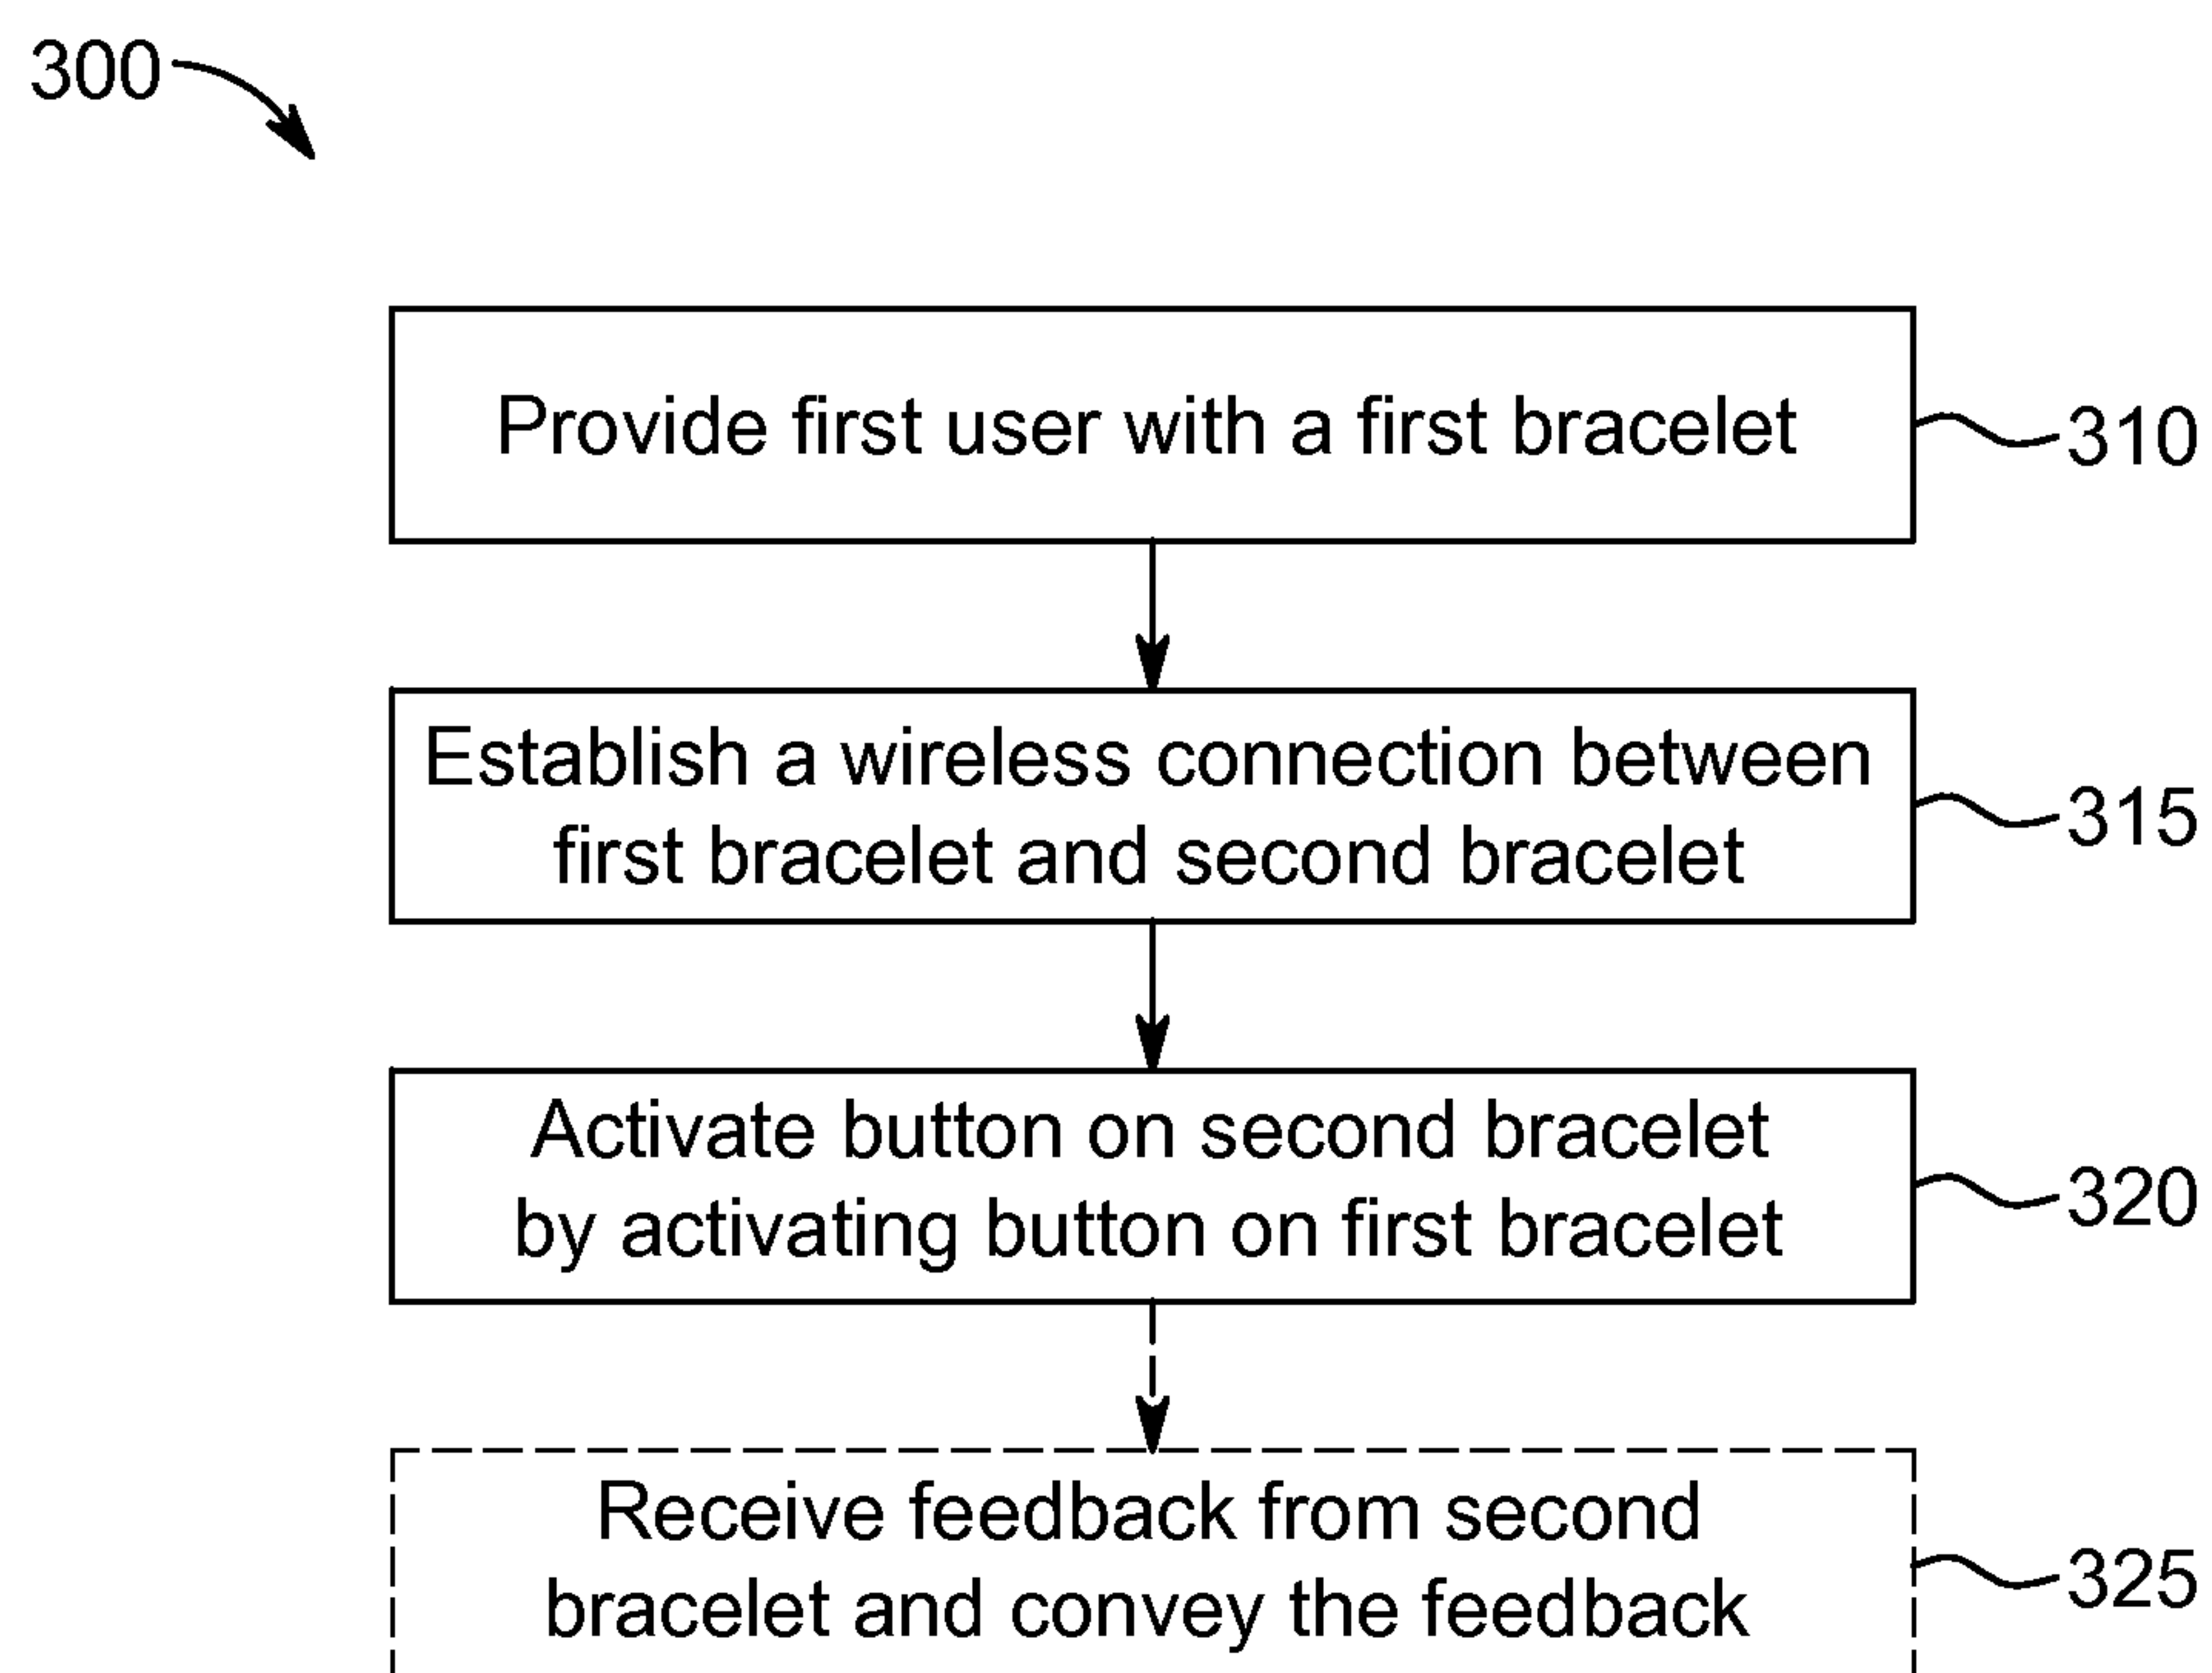 300
Provide first user with a first bracelet
310
Establish a wireless connection between
first bracelet and second bracelet
315
Activate button on second bracelet
by activating button on first bracelet
320
Receive feedback from second
bracelet and convey the feedback
325